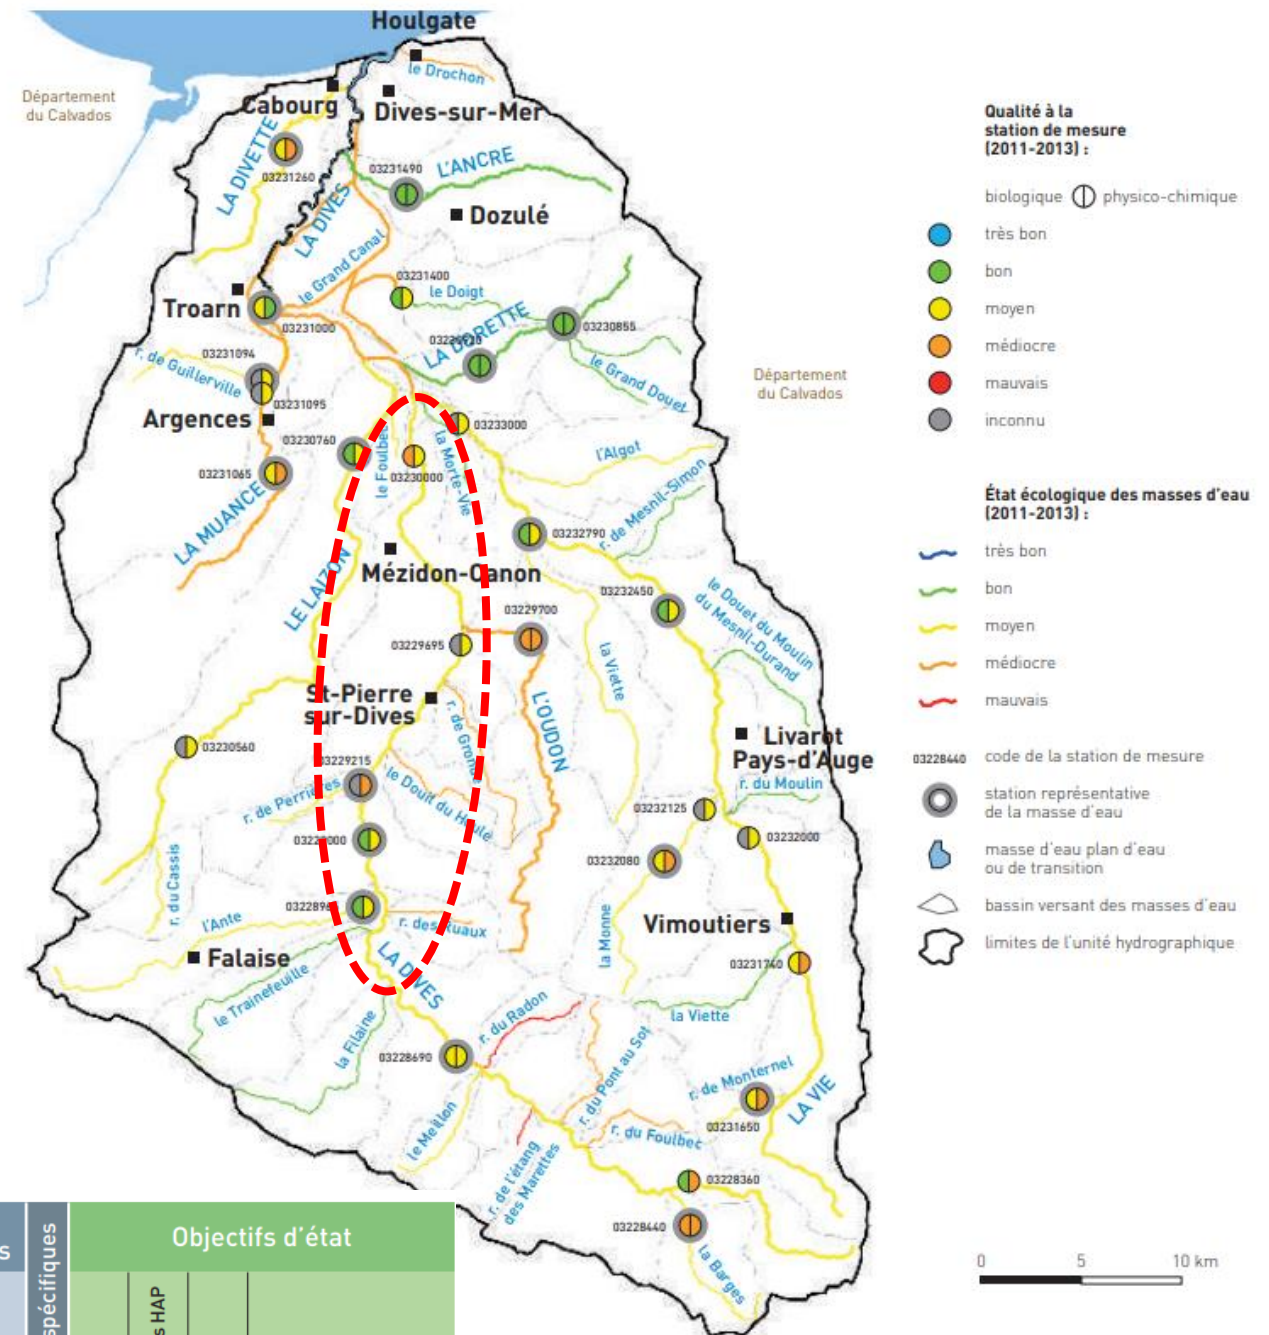 Houlgate
le Drochon
Département
du Calvados
Cabourg
Dives-sur-Mer
LA DIVETTE
03231260
03231490
L'ANCRE
LA DIVES
Dozulé
le Grand Canal
03231400
le Doigt
Troarn
03231000
LA DORETTE
03230855
03231094
r. de Guillerville
le Grand Douet
03231095
Argences
Département
du Calvados
03230760
03233000
le Foulbec
la Morte-Vie
l'Algot
03231065
03230000
r. de Mesnil-Simon
LA MUANCE
03232790
Mézidon-Canon
LE LAIZON
03232450
le Douet du Moulin
du Mesnil-Durand
03229700
03229695
la Viette
St-Pierre
sur-Dives
L'OUDON
r. de
Livarot
Pays-d'Auge
03230560
03229215
r. de Perrières
le Douit du Houle
r. du Moulin
03232125
03232000
03232080
r. du Cassis
l'Ante
r. des Ruaux
la Monne
Vimoutiers
Falaise
LA DIVES
03231740
le Trainefeuille
la Filaine
r. du Radon
la Viette
03228690
r. du Pont au Sot
r. de Monternel
LA VIE
le Meillon
r. du Foulbec
03231650
r. de l'étang
des Marettes
03228360
03228440
la Barges
Qualité à la
station de mesure
(2011-2013) :
biologique physico-chimique
très bon
bon
moyen
médiocre
mauvais
inconnu
État écologique des masses d'eau
(2011-2013) :
très bon
bon
moyen
médiocre
mauvais
03228440 code de la station de mesure
station représentative
de la masse d'eau
masse d'eau plan d'eau
ou de transition
bassin versant des masses d'eau
limites de l'unité hydrographique
0 5 10 km
s
spécifiques
Objectifs d'état
s HAP